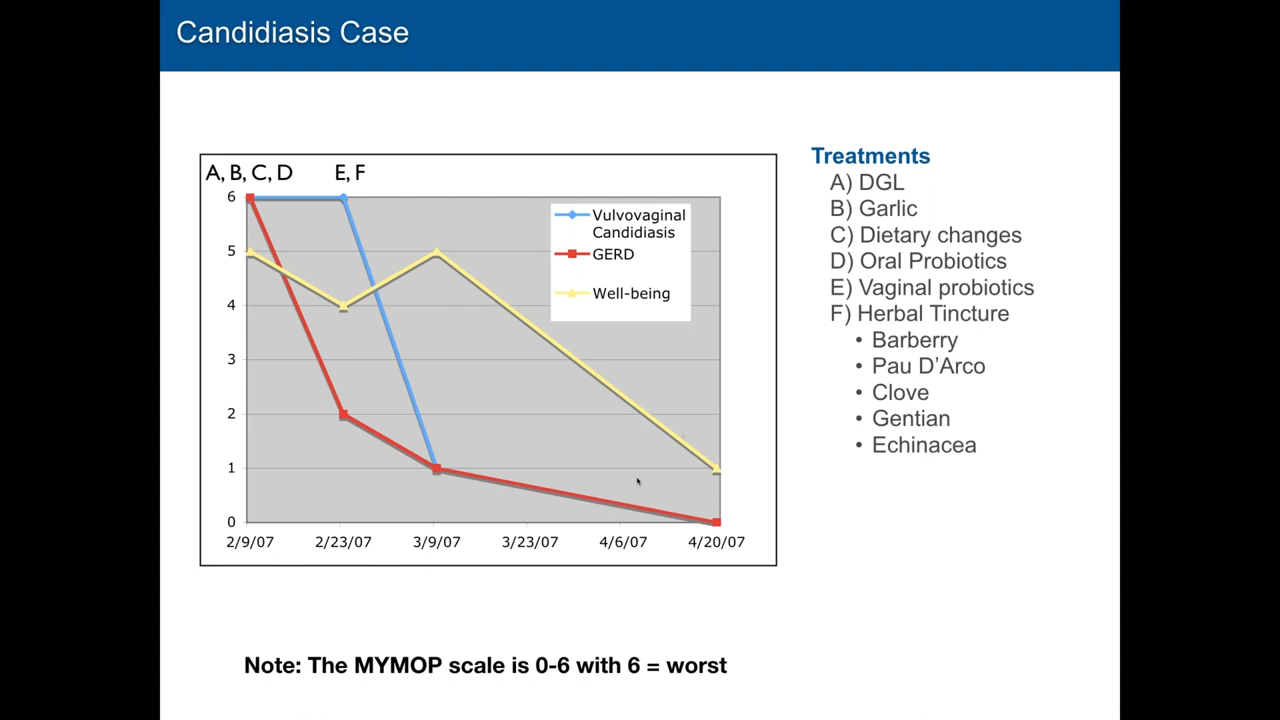 Candidiasis Case
A, B, C, D
E, F
6
5
4
3
2
1
0
2/9/07
2/23/07
3/9/07
3/23/07
4/6/07
4/20/07
Vulvovaginal
Candidiasis
GERD
Well-being
Treatments
A) DGL
B) Garlic
C) Dietary changes
D) Oral Probiotics
E) Vaginal probiotics
F) Herbal Tincture
• Barberry
• Pau D’Arco
• Clove
• Gentian
• Echinacea
Note: The MYMOP scale is 0-6 with 6 = worst